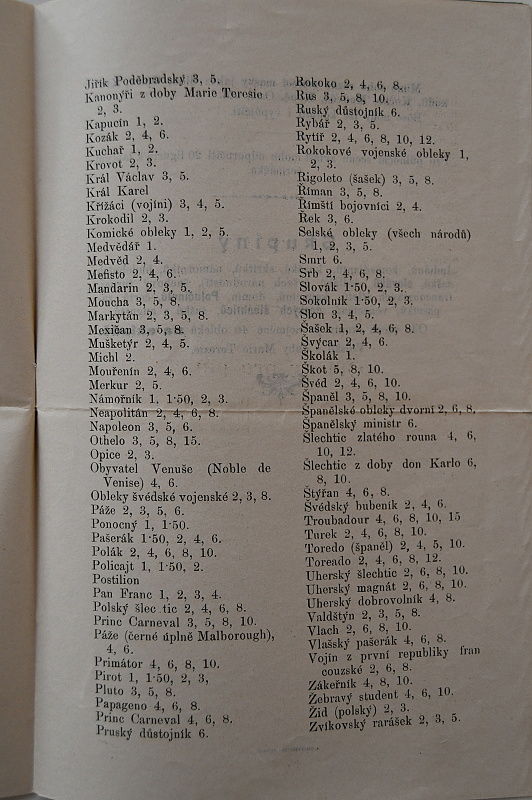 Jiřík Poděbradský 3, 5.
Kanonýři z doby Marie Teresie
2, 3.
Kapucín 1, 2.
Kozák 2, 4, 6.
Kuchař 1, 2.
Krovot 2, 3.
Král Václav 3, 5.
Král Karel
Křižáci (vojíni) 3, 4, 5.
Krokodil 2, 3.
Komické obleky 1, 2, 5.
Medvědář 1.
Medvěd 2, 4.
Mefisto 2, 4, 6.
Mandarin 2, 3, 5.
Moucha 3, 5, 8.
Markytán 2, 3, 5, 8.
Mexičan 3, 5, 8.
Mušketýr 2, 4, 5.
Michl 2.
Mouřenín 2, 4, 6.
Merkur 2, 5.
Námořník 1, 1·50, 2, 3.
Neapolitán 2, 4, 6, 8.
Napoleon 3, 5, 6.
Othelo 3, 5, 8, 15.
Opice 2, 3.
Obyvatel Venuše (Noble de
Venise) 4, 6.
Obleky švédské vojenské 2, 3, 8.
Páže 2, 3, 5, 6.
Ponocný 1, 1·50.
Pašerák 1·50, 2, 4, 6.
Polák 2, 4, 6, 8, 10.
Policajt 1, 1·50, 2.
Postilion
Pan Franc 1, 2, 3, 4.
Polský šlec tic 2, 4, 6, 8.
Princ Carneval 3, 5, 8, 10.
Páže (černé úplně Malborough),
4, 6.
Primátor 4, 6, 8, 10.
Pirot 1, 1·50, 2, 3,
Pluto 3, 5, 8.
Papageno 4, 6, 8.
Princ Carneval 4, 6, 8.
Pruský důstojník 6.
Rokoko 2, 4, 6, 8.
Rus 3, 5, 8, 10.
Ruský důstojník 6.
Rybář 2, 3, 5.
Rytíř 2, 4, 6, 8, 10, 12.
Rokokové vojenské obleky 1,
2, 3.
Rigoleto (šašek) 3, 5, 8.
Říman 3, 5, 8.
Římští bojovníci 2, 4.
Řek 3, 6.
Selské obleky (všech národů)
1, 2, 3, 5.
Smrt 6.
Srb 2, 4, 6, 8.
Slovák 1·50, 2, 3.
Sokolník 1·50, 2, 3.
Slon 3, 4, 5.
Šašek 1, 2, 4, 6, 8.
Švýcar 2, 4, 6.
Školák 1.
Škot 5, 8, 10.
Švéd 2, 4, 6, 10.
Španěl 3, 5, 8, 10.
Španělské obleky dvorní 2, 6, 8.
Španělský ministr 6.
Šlechtic zlatého rouna 4, 6,
10, 12.
Šlechtic z doby don Karlo 6,
8, 10.
Štýřan 4, 6, 8.
Švédský bubeník 2, 4, 6.
Troubadour 4, 6, 8, 10, 15
Turek 2, 4, 6, 8, 10.
Toredo (španěl) 2, 4, 5, 10.
Toreado 2, 4, 6, 8, 12.
Uherský šlechtic 2, 6, 8, 10.
Uherský magnát 2, 6, 8, 10.
Uherský dobrovolník 4, 8.
Valdštýn 2, 3, 5, 8.
Vlach 2, 6, 8, 10.
Vlašský pašerák 4, 6, 8.
Vojín z první republiky fran
couzské 2, 6, 8.
Zákeřník 4, 8, 10.
Žebravý student 4, 6, 10.
Žid (polský) 2, 3.
Zvíkovský rarášek 2, 3, 5.